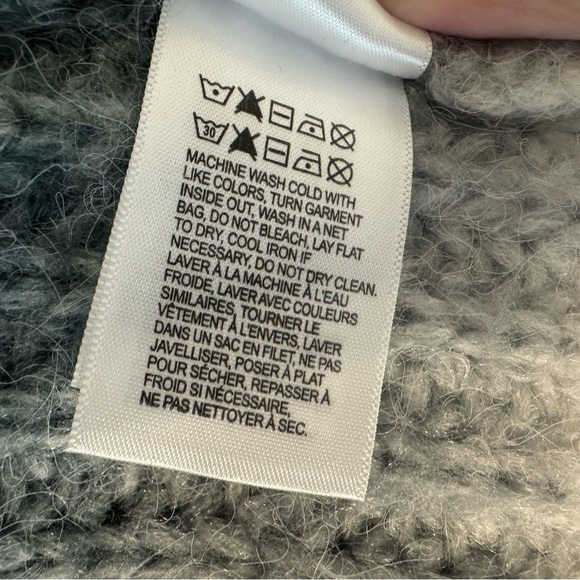 30
MACHINE WASH COLD WITH
LIKE COLORS, TURN GARMENT
INSIDE OUT, WASH IN A NET
BAG, DO NOT BLEACH, LAY FLAT
TO DRY, COOL IRON IF
NECESSARY. DO NOT DRY CLEAN.
LAVER À LA MACHINE À L'EAU
FROIDE, LAVER AVEC COULEURS
SIMILAIRES, TOURNER LE
VÊTEMENT À L'ENVERS, LAVER
DANS UN SAC EN FILET, NE PAS
JAVELLISER, POSER À PLAT
POUR SÉCHER, REPASSER À
FROID SI NÉCESSAIRE,
NE PAS NETTOYER À SEC.